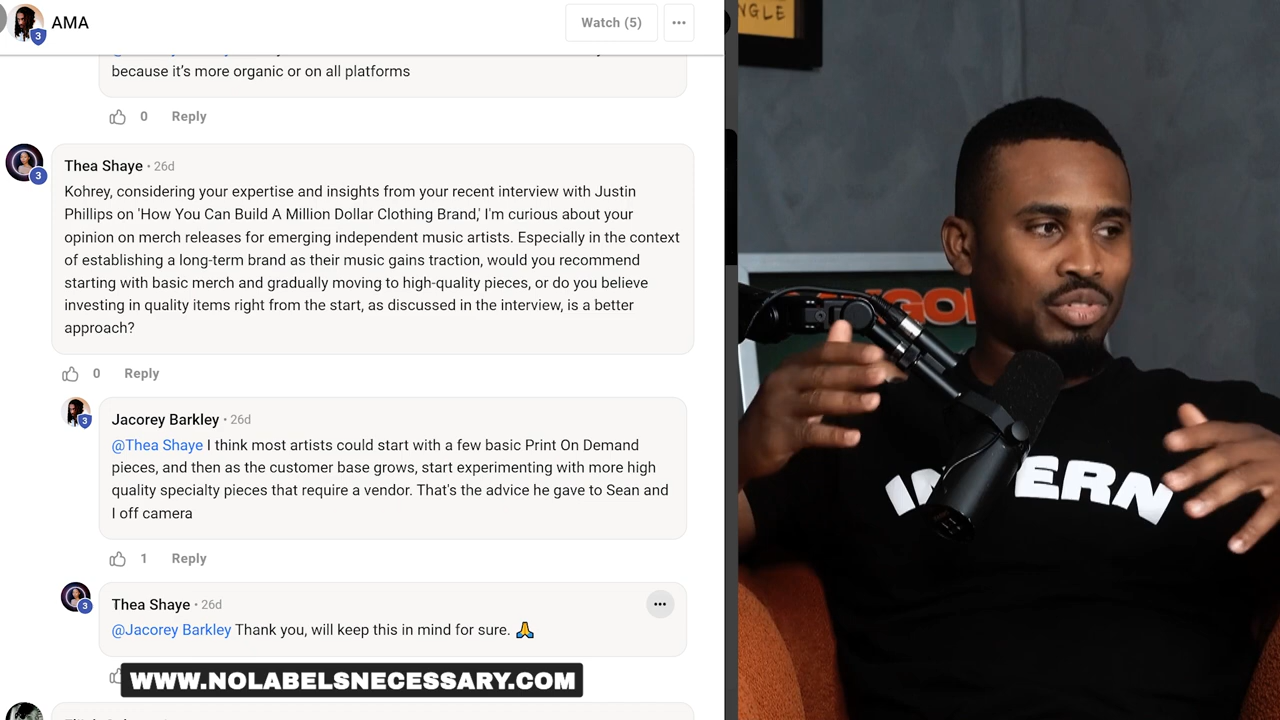 AMA
Watch (5)
3
because it's more organic or on all platforms
0 Reply
3
Thea Shaye • 26d
Kohrey, considering your expertise and insights from your recent interview with Justin
Phillips on 'How You Can Build A Million Dollar Clothing Brand,' I'm curious about your
opinion on merch releases for emerging independent music artists. Especially in the context
of establishing a long-term brand as their music gains traction, would you recommend
starting with basic merch and gradually moving to high-quality pieces, or do you believe
investing in quality items right from the start, as discussed in the interview, is a better
approach?
0 Reply
3
Jacorey Barkley • 26d
@Thea Shaye I think most artists could start with a few basic Print On Demand
pieces, and then as the customer base grows, start experimenting with more high
quality specialty pieces that require a vendor. That's the advice he gave to Sean and
I off camera
1 Reply
3
Thea Shaye • 26d
@Jacorey Barkley Thank you, will keep this in mind for sure. 🙏
WWW.NOLABELSNECESSARY.COM